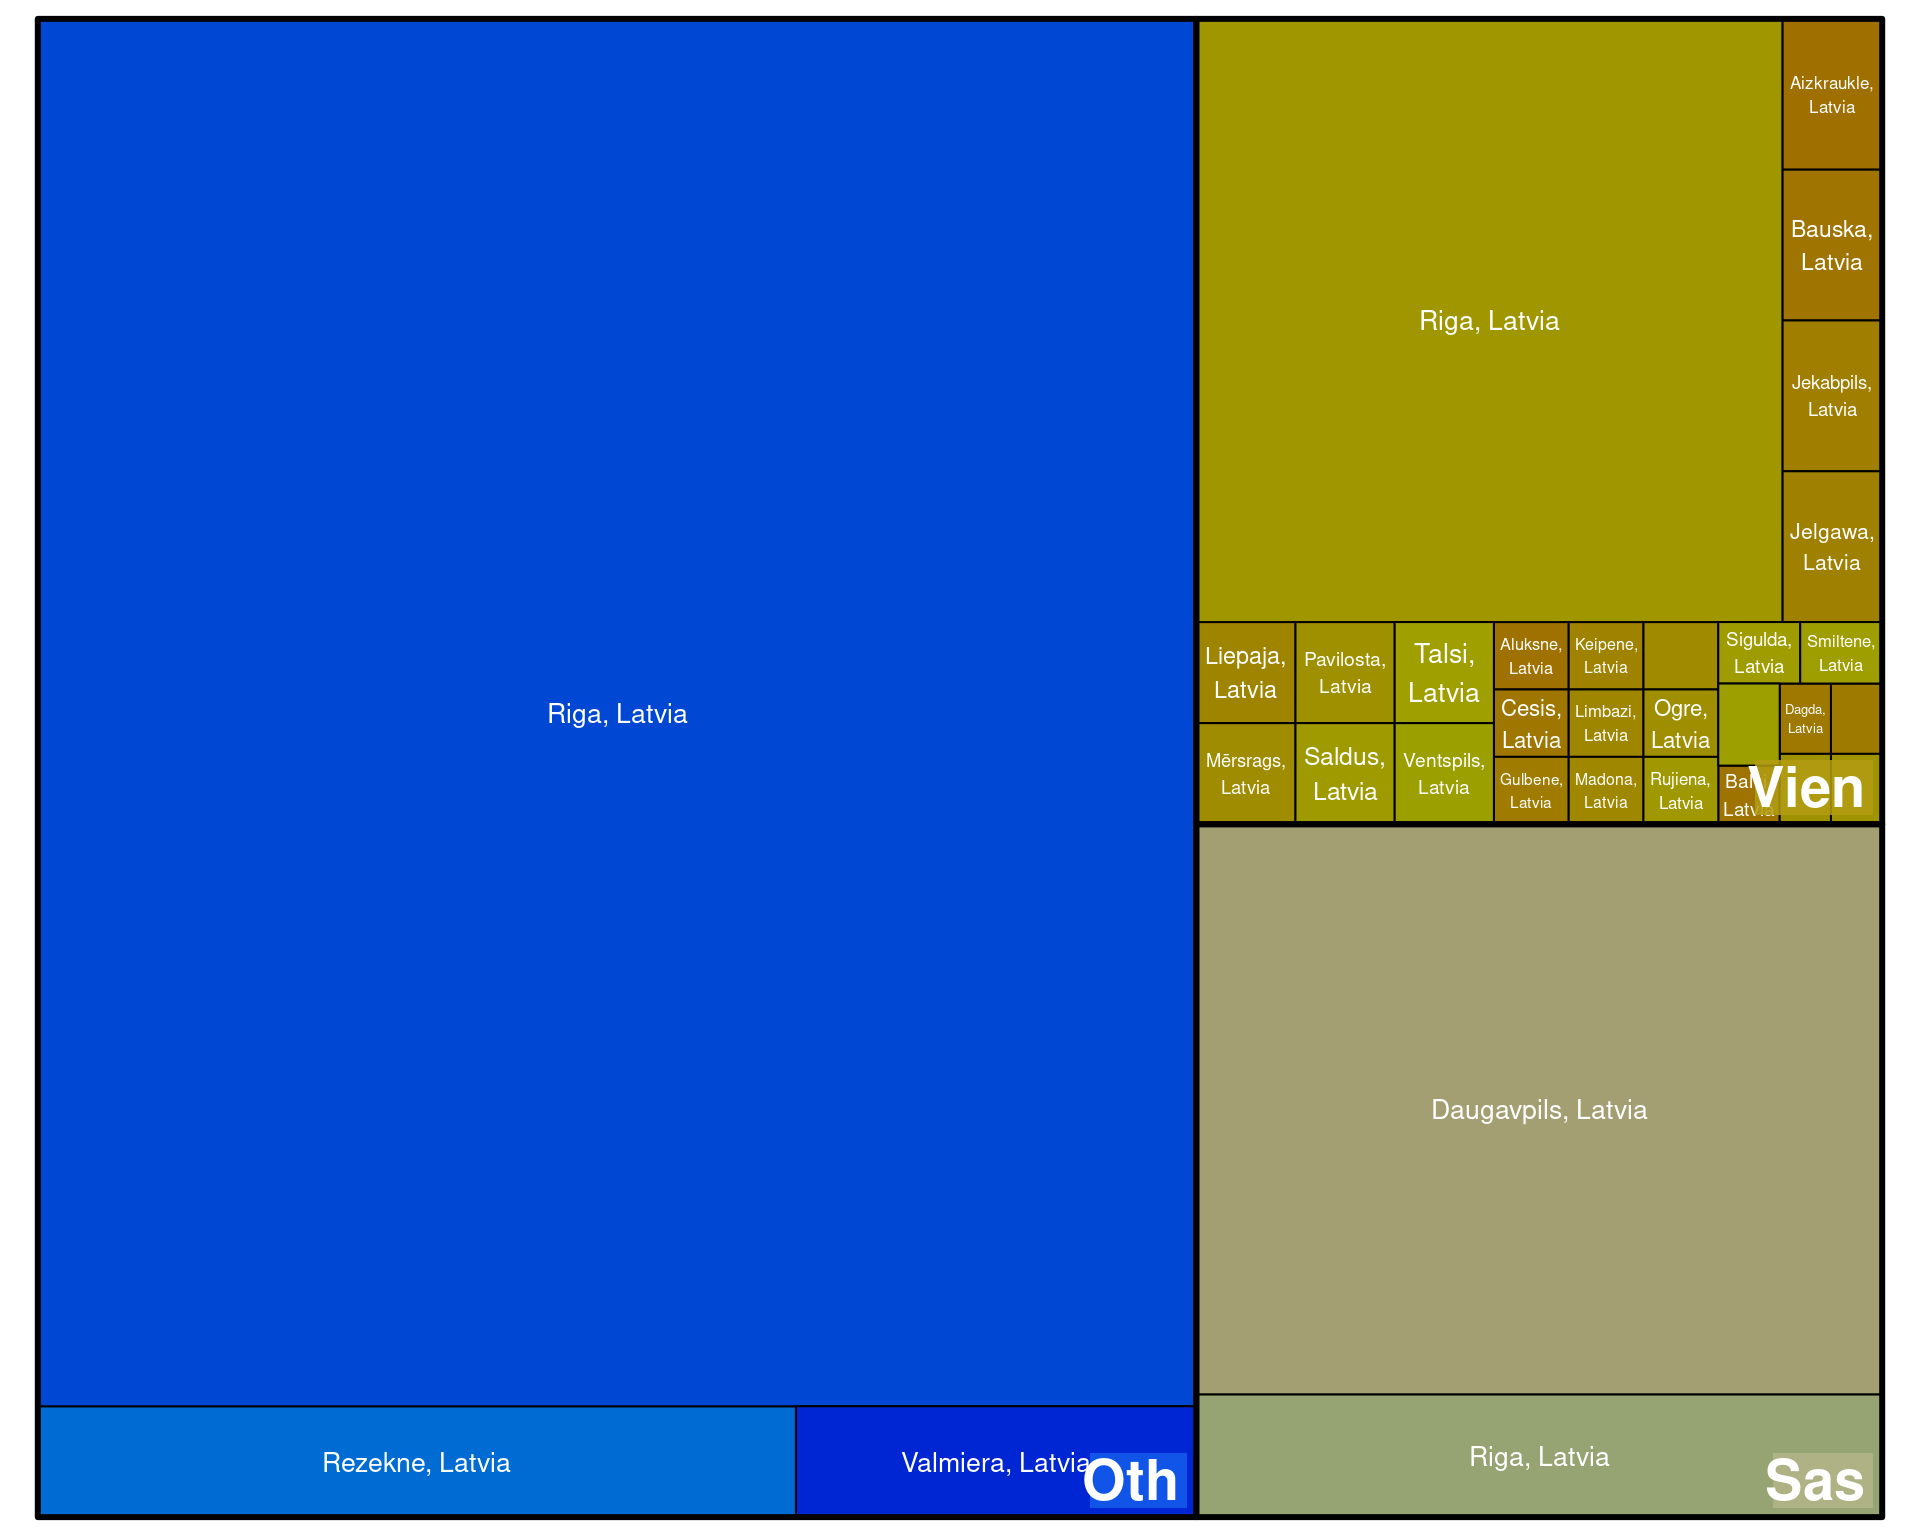 Riga, Latvia
Rezekne, Latvia
Valmiera, Latvia
Oth
Riga, Latvia
Aizkraukle,
Latvia
Bauska,
Latvia
Jekabpils,
Latvia
Jelgawa,
Latvia
Liepaja,
Latvia
Mērsrags,
Latvia
Pavilosta,
Latvia
Saldus,
Latvia
Talsi,
Latvia
Ventspils,
Latvia
Aluksne,
Latvia
Cesis,
Latvia
Gulbene,
Latvia
Keipene,
Latvia
Limbazi,
Latvia
Madona,
Latvia
Ogre,
Latvia
Rujiena,
Latvia
Sigulda,
Latvia
Smiltene,
Latvia
Dagda,
Latvia
Latvia
Vien
Daugavpils, Latvia
Riga, Latvia
Sas